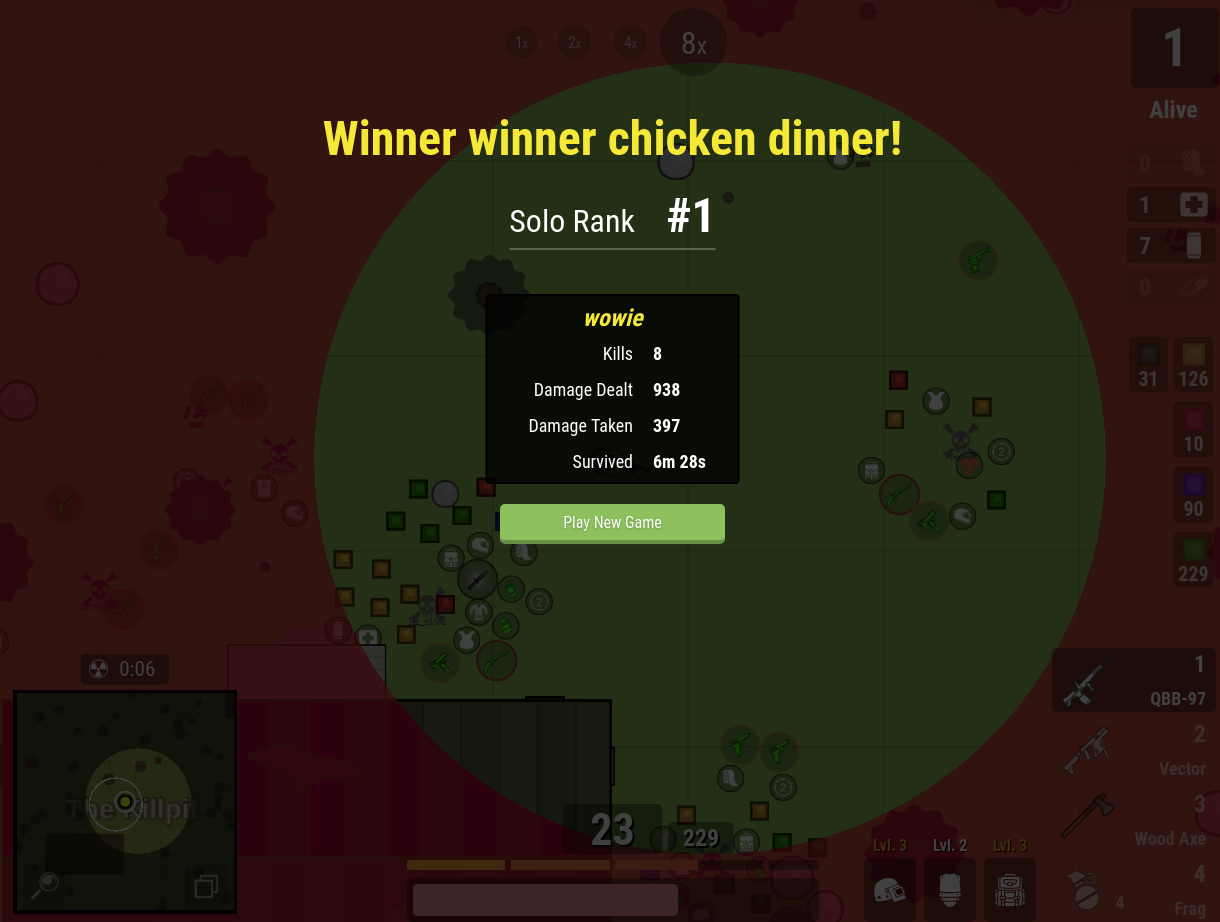 1x 2x 4x 8x
1
Alive
Winner winner chicken dinner!
0
1
7
0
Solo Rank #1
wowie
Kills 8
Damage Dealt 938
Damage Taken 397
Survived 6m 28s
Play New Game
31 126
10
90
229
2
2
2
0:06
The Killpit
1
QBB-97
2
Vector
3
Wood Axe
4
4 Frag
23 229
Lvl. 3 Lvl. 2 Lvl. 3